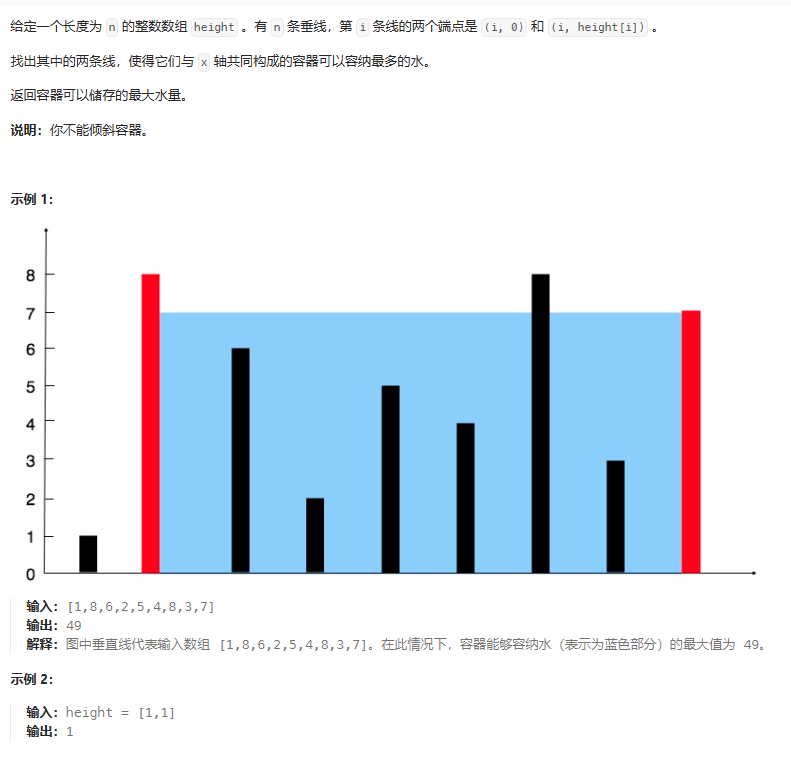 给定一个长度为 n 的整数数组 height 。有 n 条垂线，第 i 条线的两个端点是 (i, 0) 和 (i, height[i]) 。
找出其中的两条线，使得它们与 x 轴共同构成的容器可以容纳最多的水。
返回容器可以储存的最大水量。
说明：你不能倾斜容器。
示例 1：
8
7
6
5
4
3
2
1
0
输入：[1,8,6,2,5,4,8,3,7]
输出：49
解释：图中垂直线代表输入数组 [1,8,6,2,5,4,8,3,7]。在此情况下，容器能够容纳水（表示为蓝色部分）的最大值为 49。
示例 2：
输入：height = [1,1]
输出：1